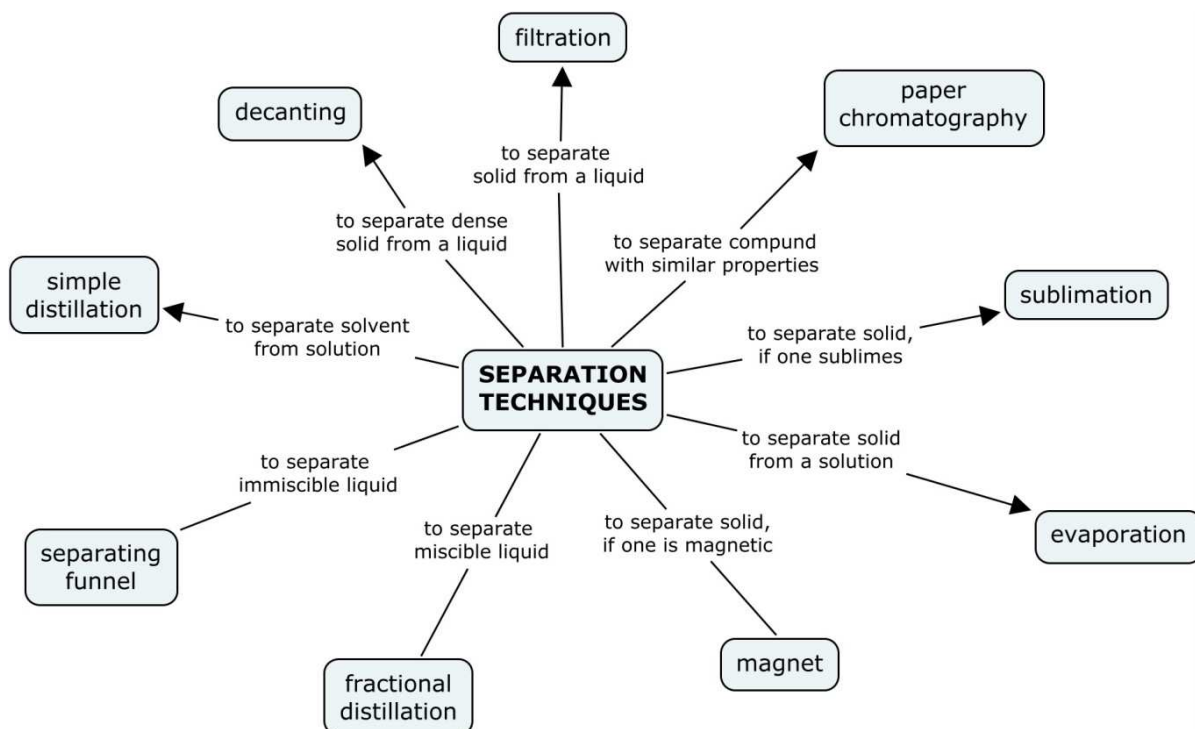 filtration
decanting
paper
chromatography
to separate
solid from a liquid
to separate dense
solid from a liquid
to separate compund
with similar properties
simple
distillation
sublimation
to separate solvent
from solution
to separate solid,
if one sublimes
SEPARATION
TECHNIQUES
to separate solid
from a solution
to separate
immiscible liquid
to separate
miscible liquid
to separate solid,
if one is magnetic
evaporation
separating
funnel
magnet
fractional
distillation